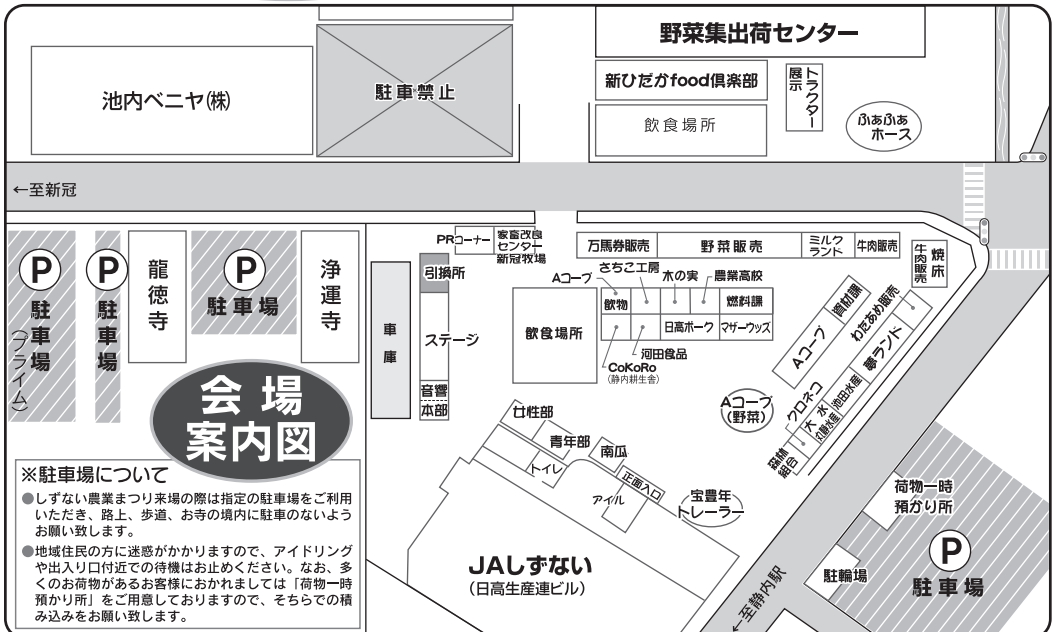 野菜集出荷センター
池内ベニヤ(株)
駐車禁止
新ひだかfood倶楽部
飲食場所
トラクター
展示
ふあふあ
ホース
←至新冠
P
駐車場
(プライム)
P
駐車場
龍徳寺
P
駐車場
浄運寺
会場
案内図
車庫
PRコーナー
家畜改良
センター
新冠牧場
引換所
ステージ
音響
本部
万馬券販売
野菜販売
ミルク
ランド
牛肉販売
焼床
牛肉販売
Aコープ
さちこ工房
木の実
農業高校
飲物
燃料課
日高ポーク
マザーウッズ
飲食場所
河田食品
CoKoRo
(静内耕生舎)
資材課
Aコープ
わたあめ販売
夢ランド
Aコープ
(野菜)
クロネコ
池田水産
大水
森林
組合
女性部
青年部
南瓜
トイレ
正面入口
アイル
宝豊年
トレーラー
JAしずない
(日高生産連ビル)
荷物一時
預かり所
P
駐車場
駐輪場
←至静内駅
※駐車場について
●しずない農業まつり来場の際は指定の駐車場をご利用
いただき、路上、歩道、お寺の境内に駐車のないよう
お願い致します。
●地域住民の方に迷惑がかかりますので、アイドリング
や出入り口付近での待機はお止めください。なお、多
くのお荷物があるお客様におかれましては「荷物一時
預かり所」をご用意しておりますので、そちらでの積
み込みをお願い致します。